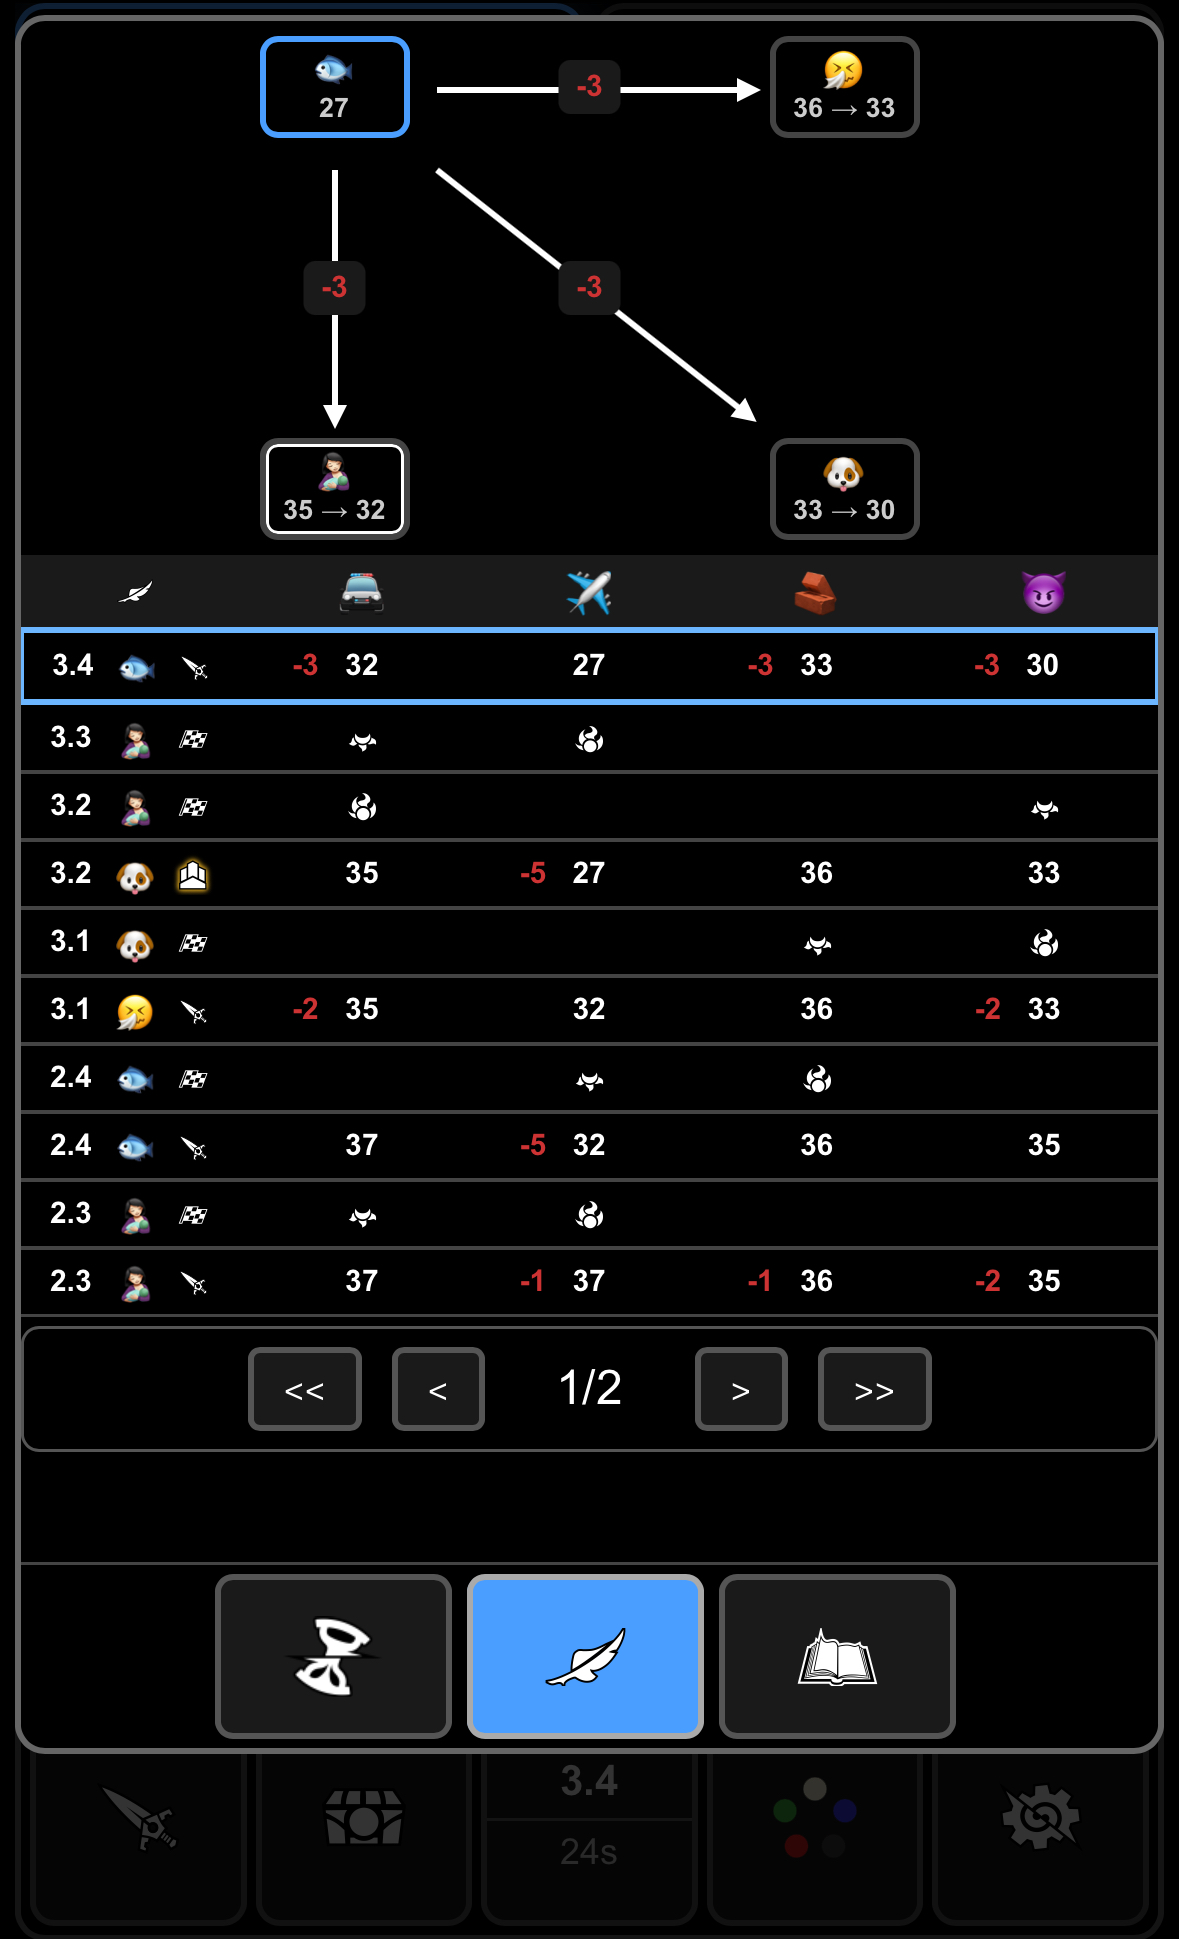 27
-3
36 → 33
-3
-3
35 → 32
33 → 30
3.4 -3 32 27 -3 33 -3 30
3.3
3.2
3.2 35 -5 27 36 33
3.1
3.1 -2 35 32 36 -2 33
2.4
2.4 37 -5 32 36 35
2.3
2.3 37 -1 37 -1 36 -2 35
<< < 1/2 > >>
3.4
24s